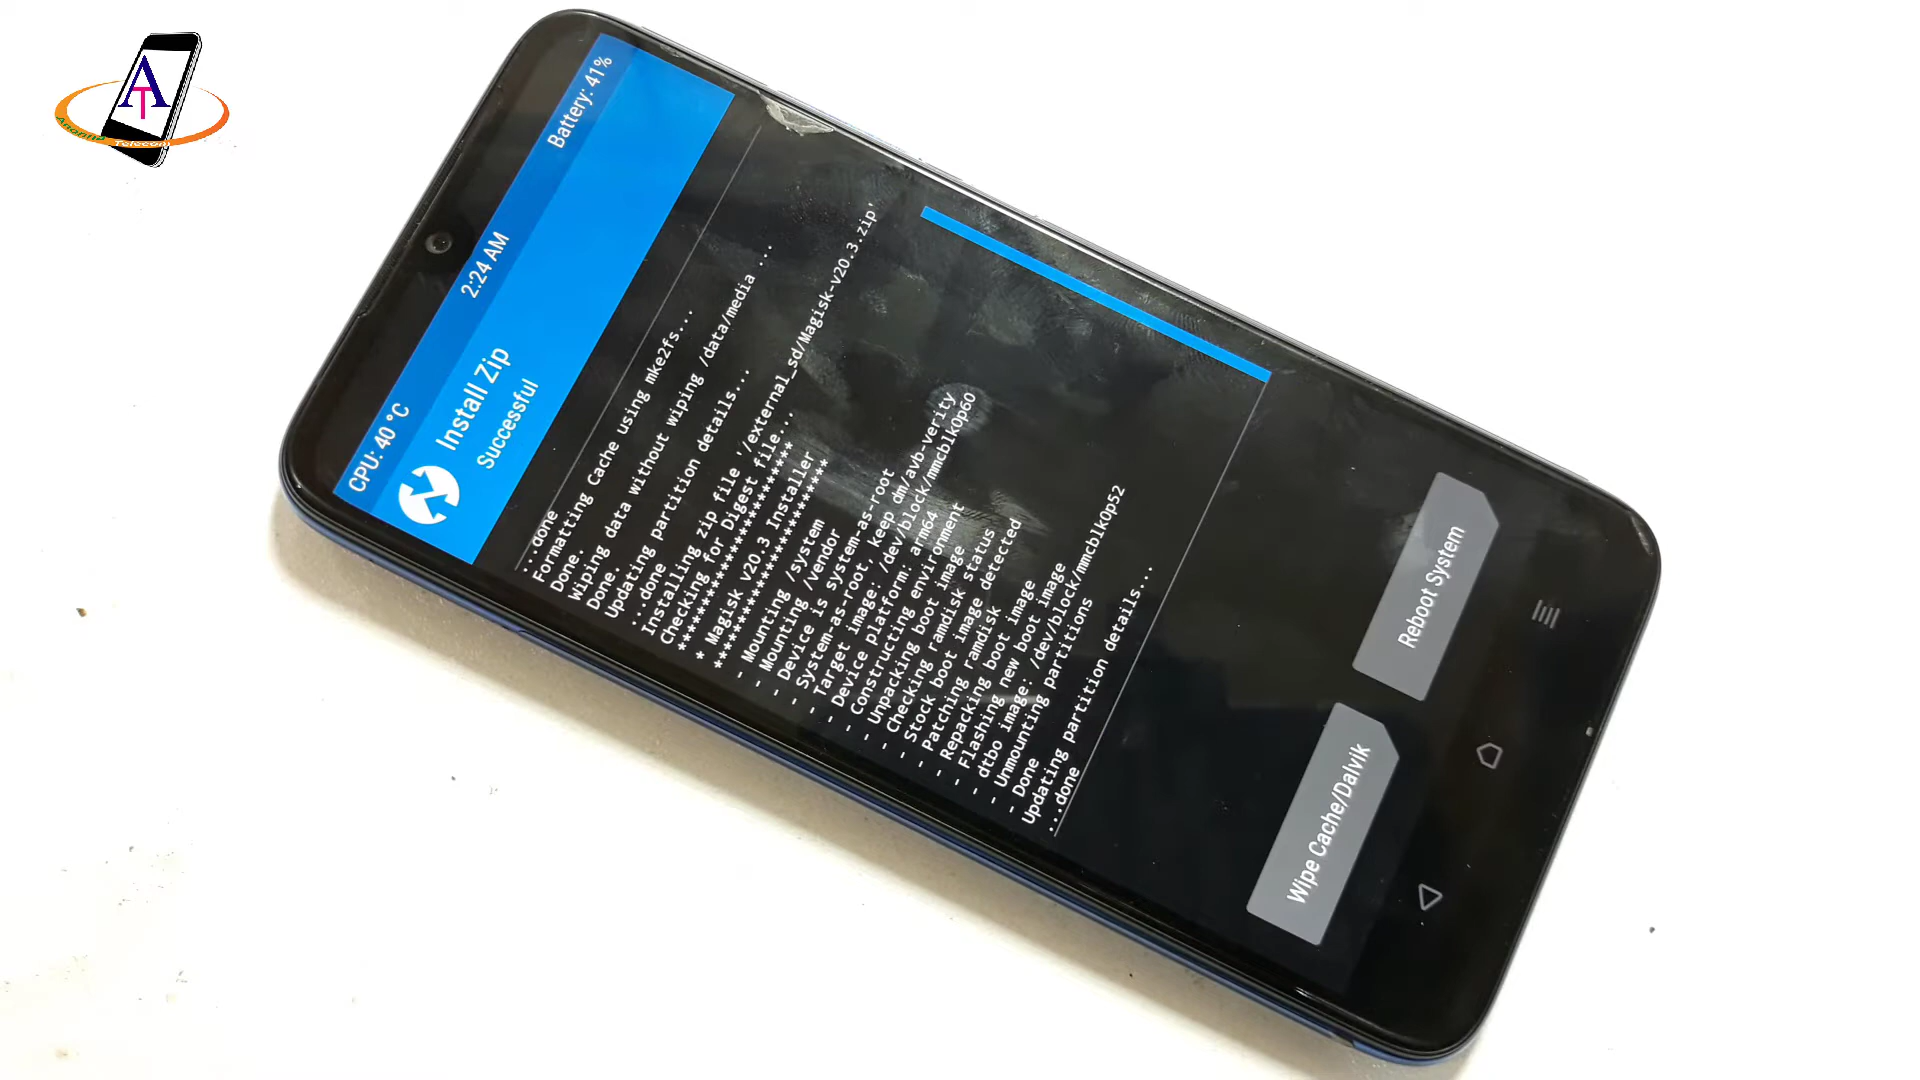 AT
Anamika
Telecom
CPU: 40 °C
2:24 AM
Battery: 41%
Install Zip
Successful
...done
Formatting Cache using mke2fs...
Done.
Wiping data without wiping /data/media ...
Done.
Updating partition details...
...done
Installing zip file '/external_sd/Magisk-v20.3.zip'
Checking for Digest file...
************************
* Magisk v20.3 Installer
************************
- Mounting /system
- Mounting /vendor
- Device is system-as-root
- System-as-root, keep dm/avb-verity
- Target image: /dev/block/mmcblk0p60
- Device platform: arm64
- Constructing environment
- Unpacking boot image
- Checking ramdisk status
- Stock boot image detected
- Patching ramdisk
- Repacking boot image
- Flashing new boot image
- dtbo image: /dev/block/mmcblk0p52
- Unmounting partitions
- Done
Updating partition details...
...done
Wipe Cache/Dalvik
Reboot System